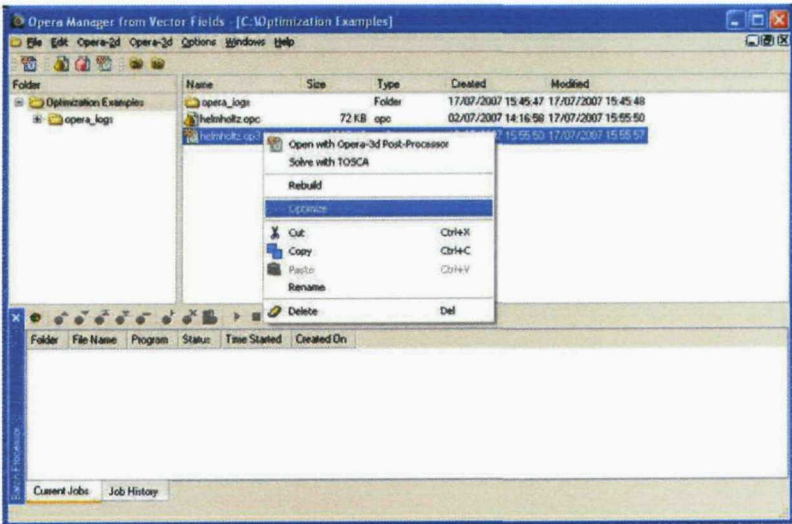 Opera Manager from Vector Fields - [C:\Optimization Examples]
File Edit Opera-2d Opera-3d Options Windows Help
Folder
Optimization Examples
opera_logs
Name Size Type Created Modified
opera_logs Folder 17/07/2007 15:45:47 17/07/2007 15:45:48
helmholtz.opc 72 KB opc 02/07/2007 14:16:58 17/07/2007 15:55:50
helmholtz.op3 15:55:50 17/07/2007 15:55:57
Open with Opera-3d Post-Processor
Solve with TOSCA
Rebuild
Optimize
Cut Ctrl+X
Copy Ctrl+C
Paste Ctrl+V
Rename
Delete Del
Folder File Name Program Status Time Started Created On
Batch Processor
Current Jobs Job History